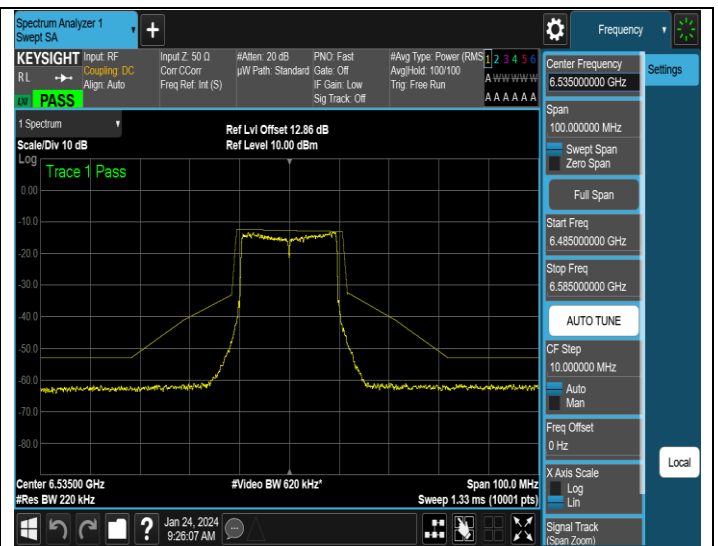 Spectrum Analyzer 1
Swept SA
+
Frequency
KEYSIGHT
RL
LXI
PASS
Input: RF
Coupling: DC
Align: Auto
Input Z: 50 Ω
Corr CCorr
Freq Ref: Int (S)
#Atten: 20 dB
µW Path: Standard
PNO: Fast
Gate: Off
IF Gain: Low
Sig Track: Off
#Avg Type: Power (RMS
Avg|Hold: 100/100
Trig: Free Run
1 2 3 4 5 6
A W W W W W
A A A A A A
1 Spectrum
Scale/Div 10 dB
Ref Lvl Offset 12.86 dB
Ref Level 10.00 dBm
Log
Trace 1 Pass
0.00
-10.0
-20.0
-30.0
-40.0
-50.0
-60.0
-70.0
-80.0
Center 6.53500 GHz
#Res BW 220 kHz
#Video BW 620 kHz*
Span 100.0 MHz
Sweep 1.33 ms (10001 pts)
Center Frequency
6.535000000 GHz
Span
100.000000 MHz
Swept Span
Zero Span
Full Span
Start Freq
6.485000000 GHz
Stop Freq
6.585000000 GHz
AUTO TUNE
CF Step
10.000000 MHz
Auto
Man
Freq Offset
0 Hz
X Axis Scale
Log
Lin
Signal Track
(Span Zoom)
Settings
Local
?
Jan 24, 2024
9:26:07 AM